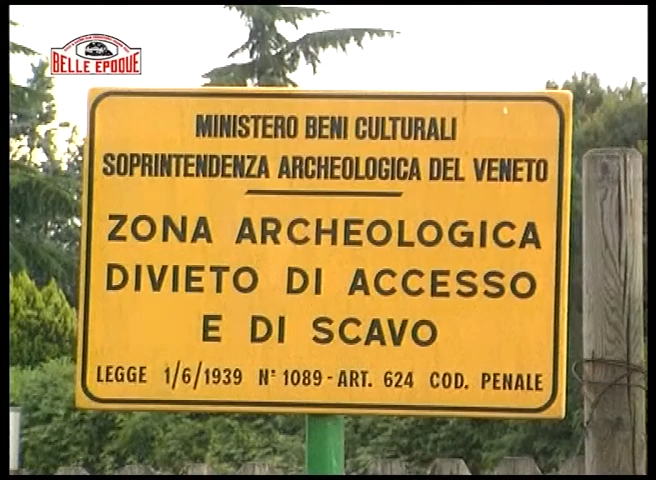 BELLE EPOQUE
MINISTERO BENI CULTURALI
SOPRINTENDENZA ARCHEOLOGICA DEL VENETO
ZONA ARCHEOLOGICA
DIVIETO DI ACCESSO
E DI SCAVO
LEGGE 1/6/1939 N° 1089 - ART. 624 COD. PENALE